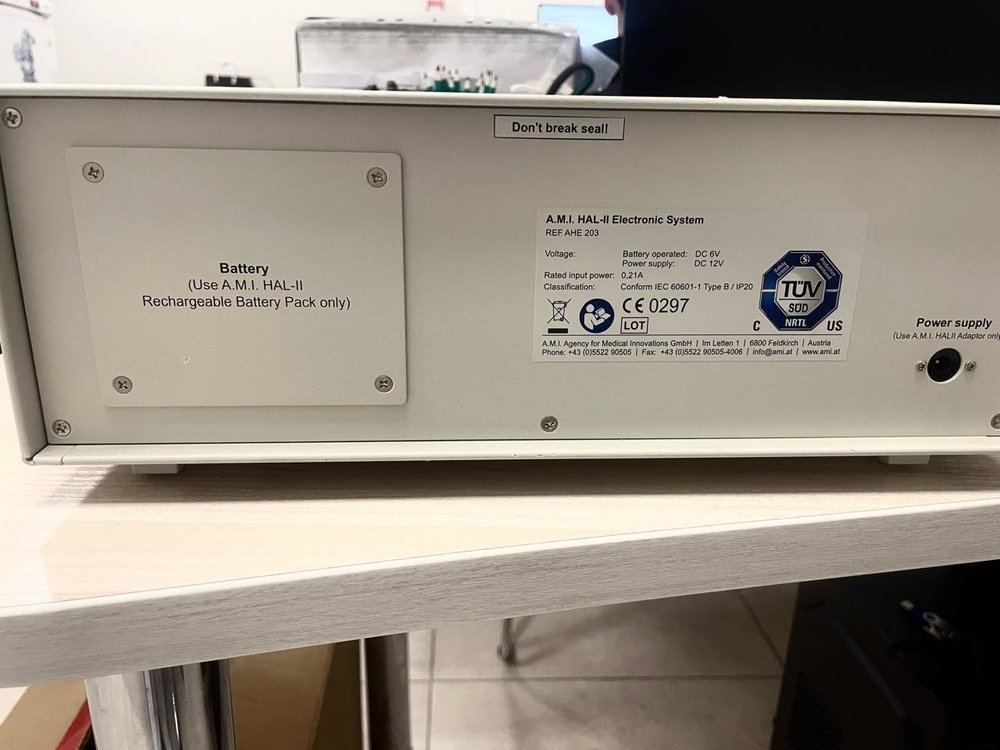 Don't break seal!
Battery
(Use A.M.I. HAL-II
Rechargeable Battery Pack only)
A.M.I. HAL-II Electronic System
REF AHE 203
Voltage: Battery operated: DC 6V
Power supply: DC 12V
Rated input power: 0,21A
Classification: Conform IEC 60601-1 Type B / IP20
CE 0297
LOT
TÜV
SÜD
NRTL
C US
A.M.I. Agency for Medical Innovations GmbH | Im Letten 1 | 6800 Feldkirch | Austria
Phone: +43 (0)5522 90505 | Fax: +43 (0)5522 90505-4006 | info@ami.at | www.ami.at
Power supply
(Use A.M.I. HALII Adaptor only